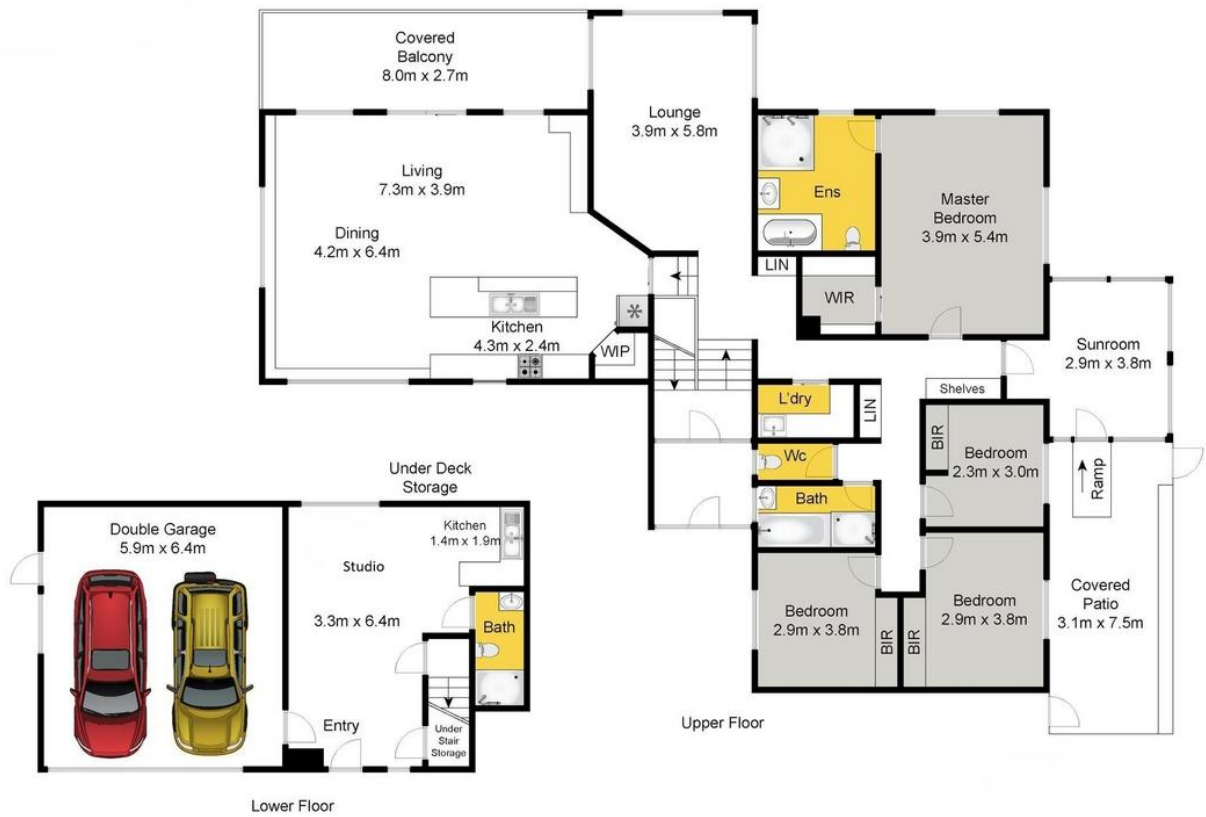 Covered
Balcony
8.0m x 2.7m
Lounge
3.9m x 5.8m
Living
7.3m x 3.9m
Dining
4.2m x 6.4m
Kitchen
4.3m x 2.4m
WIP
Ens
Master
Bedroom
3.9m x 5.4m
LIN
WIR
Sunroom
2.9m x 3.8m
Shelves
L'dry
LIN
Wc
Bath
BIR
Bedroom
2.3m x 3.0m
Ramp
Bedroom
2.9m x 3.8m
BIR
BIR
Bedroom
2.9m x 3.8m
Covered
Patio
3.1m x 7.5m
Upper Floor
Under Deck
Storage
Double Garage
5.9m x 6.4m
Kitchen
1.4m x 1.9m
Studio
3.3m x 6.4m
Bath
Entry
Under
Stair
Storage
Lower Floor